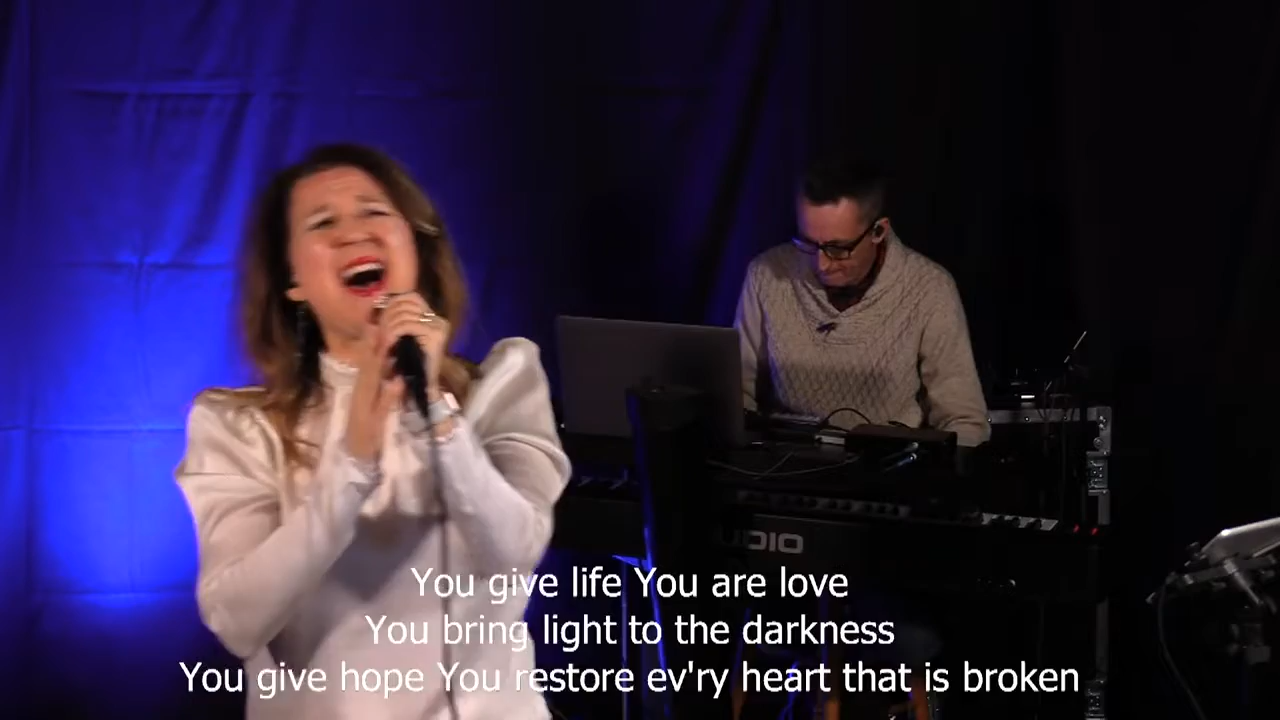 UDIO
You give life You are love
You bring light to the darkness
You give hope You restore ev'ry heart that is broken